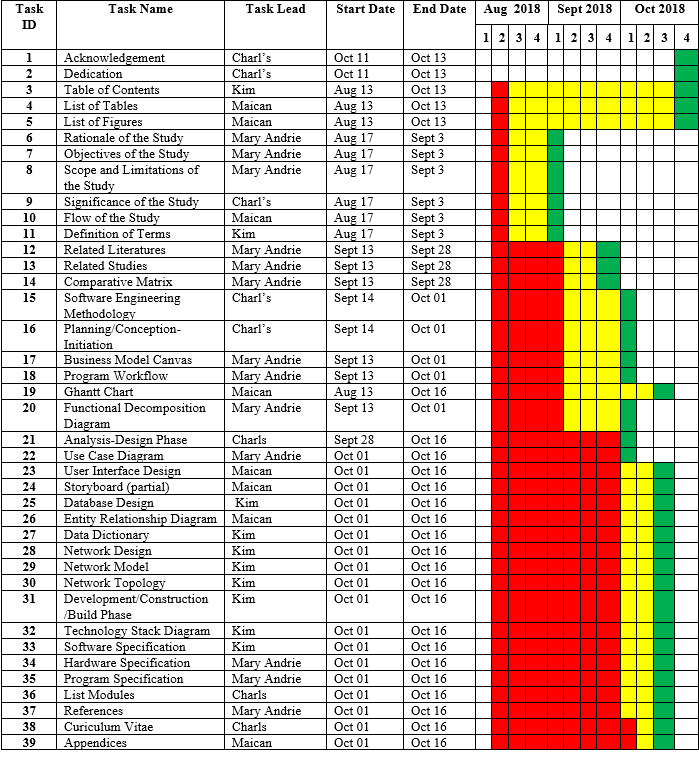 Task ID Task Name Task Lead Start Date End Date Aug 2018 Sept 2018 Oct 2018
1 2 3 4 1 2 3 4 1 2 3 4
1 Acknowledgement Charl’s Oct 11 Oct 13
2 Dedication Charl’s Oct 11 Oct 13
3 Table of Contents Kim Aug 13 Oct 13
4 List of Tables Maican Aug 13 Oct 13
5 List of Figures Maican Aug 13 Oct 13
6 Rationale of the Study Mary Andrie Aug 17 Sept 3
7 Objectives of the Study Mary Andrie Aug 17 Sept 3
8 Scope and Limitations of Mary Andrie Aug 17 Sept 3
the Study
9 Significance of the Study Charl’s Aug 17 Sept 3
10 Flow of the Study Maican Aug 17 Sept 3
11 Definition of Terms Kim Aug 17 Sept 3
12 Related Literatures Mary Andrie Sept 13 Sept 28
13 Related Studies Mary Andrie Sept 13 Sept 28
14 Comparative Matrix Mary Andrie Sept 13 Sept 28
15 Software Engineering Charl’s Sept 14 Oct 01
Methodology
16 Planning/Conception- Charl’s Sept 14 Oct 01
Initiation
17 Business Model Canvas Mary Andrie Sept 13 Oct 01
18 Program Workflow Mary Andrie Sept 13 Oct 01
19 Ghantt Chart Maican Aug 13 Oct 16
20 Functional Decomposition Mary Andrie Sept 13 Oct 01
Diagram
21 Analysis-Design Phase Charls Sept 28 Oct 16
22 Use Case Diagram Mary Andrie Oct 01 Oct 16
23 User Interface Design Maican Oct 01 Oct 16
24 Storyboard (partial) Maican Oct 01 Oct 16
25 Database Design Kim Oct 01 Oct 16
26 Entity Relationship Diagram Maican Oct 01 Oct 16
27 Data Dictionary Kim Oct 01 Oct 16
28 Network Design Kim Oct 01 Oct 16
29 Network Model Kim Oct 01 Oct 16
30 Network Topology Kim Oct 01 Oct 16
31 Development/Construction Kim Oct 01 Oct 16
/Build Phase
32 Technology Stack Diagram Kim Oct 01 Oct 16
33 Software Specification Kim Oct 01 Oct 16
34 Hardware Specification Mary Andrie Oct 01 Oct 16
35 Program Specification Mary Andrie Oct 01 Oct 16
36 List Modules Charls Oct 01 Oct 16
37 References Mary Andrie Oct 01 Oct 16
38 Curiculum Vitae Charls Oct 01 Oct 16
39 Appendices Maican Oct 01 Oct 16